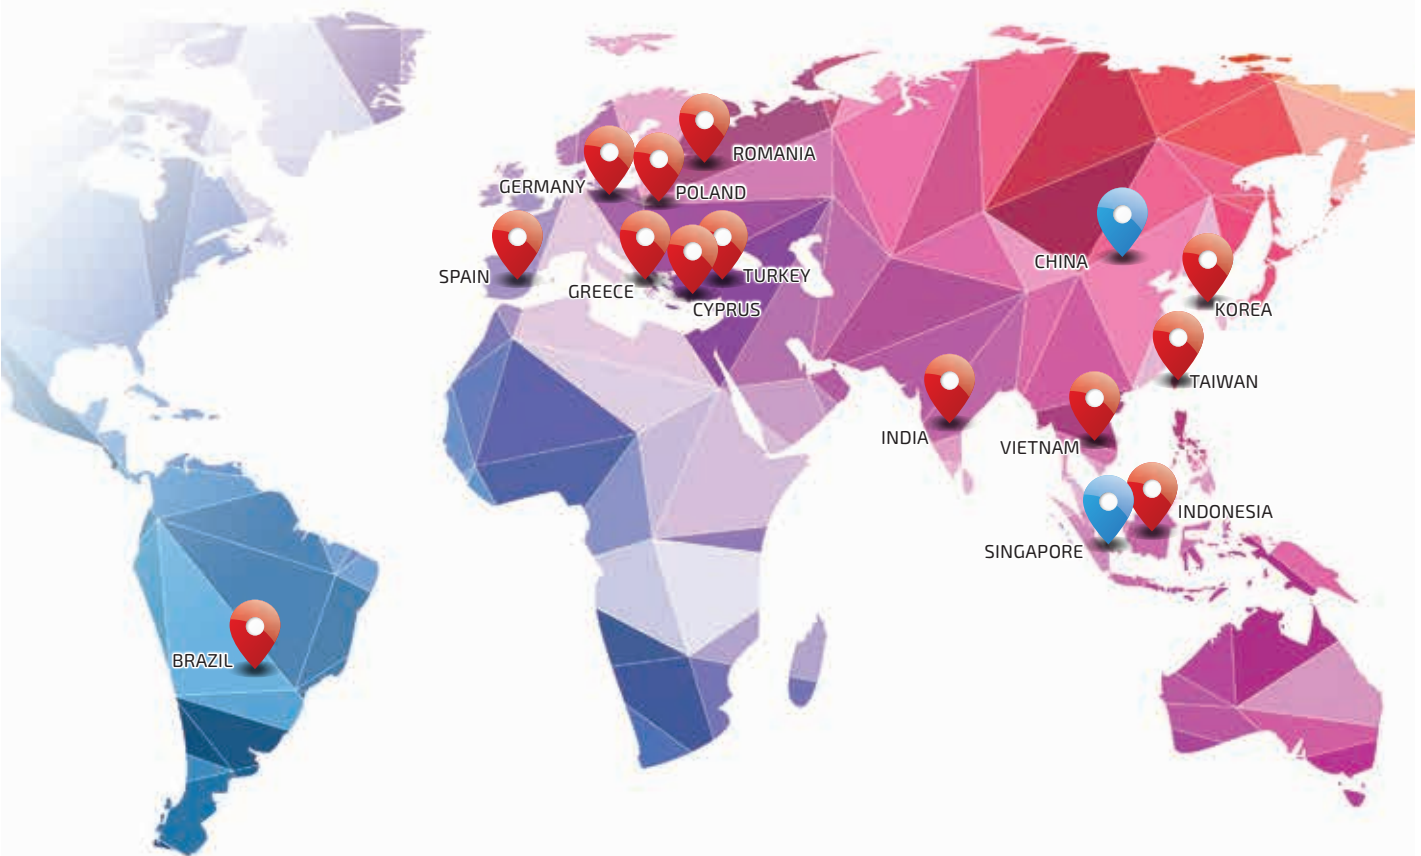 ROMANIA
GERMANY
POLAND
SPAIN
GREECE
TURKEY
CYPRUS
CHINA
KOREA
TAIWAN
INDIA
VIETNAM
INDONESIA
SINGAPORE
BRAZIL